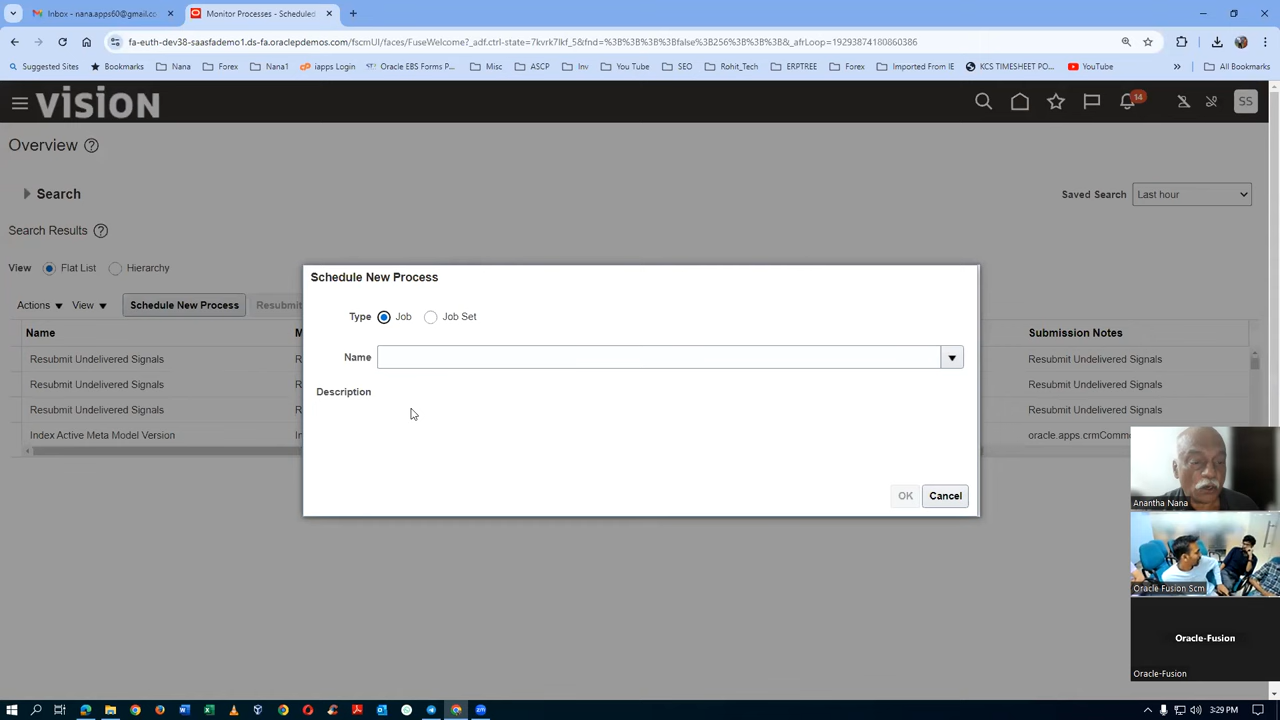 Inbox - nana.apps60@gmail.co
Monitor Processes - Scheduled
fa-euth-dev38-saasfademo1.ds-fa.oraclepdemos.com/fscmUI/faces/FuseWelcome?_adf.ctrl-state=7kvrk7lkf_5&fnd=%3B%3B%3B%3Bfalse%3B256%3B%3B%3B&_afrLoop=19293874180860386
Suggested Sites
Bookmarks
Nana
Forex
Nana1
iapps Login
Oracle EBS Forms P...
Misc
ASCP
Inv
You Tube
SEO
Rohit_Tech
ERPTREE
Forex
Imported From IE
KCS TIMESHEET PO...
YouTube
All Bookmarks
VISION
14
SS
Overview
Search
Saved Search
Last hour
Search Results
View
Flat List
Hierarchy
Actions
View
Schedule New Process
Resubmit
Name
M
Submission Notes
Resubmit Undelivered Signals
R
Resubmit Undelivered Signals
Resubmit Undelivered Signals
R
Resubmit Undelivered Signals
Resubmit Undelivered Signals
R
Resubmit Undelivered Signals
Index Active Meta Model Version
In
oracle.apps.crmComm
Schedule New Process
Type
Job
Job Set
Name
Description
OK
Cancel
Anantha Nana
Oracle Fusion Scm
Oracle-Fusion
Oracle-Fusion
3:29 PM